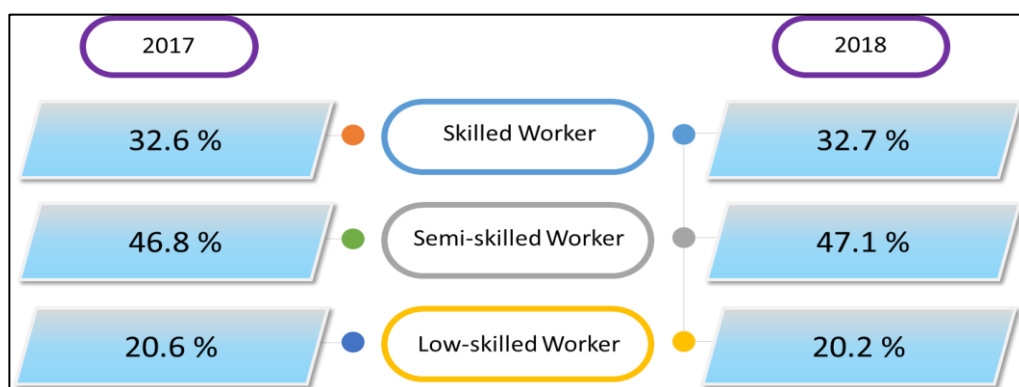 2017
2018
32.6 %
Skilled Worker
32.7 %
46.8 %
Semi-skilled Worker
47.1 %
20.6 %
Low-skilled Worker
20.2 %